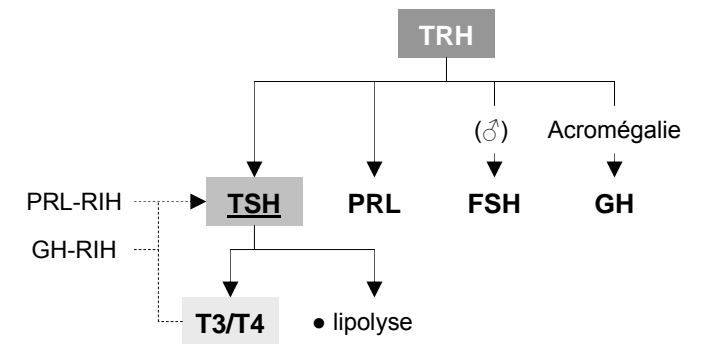 TRH
(♂) Acromégalie
PRL-RIH TSH PRL FSH GH
GH-RIH
T3/T4 ● lipolyse